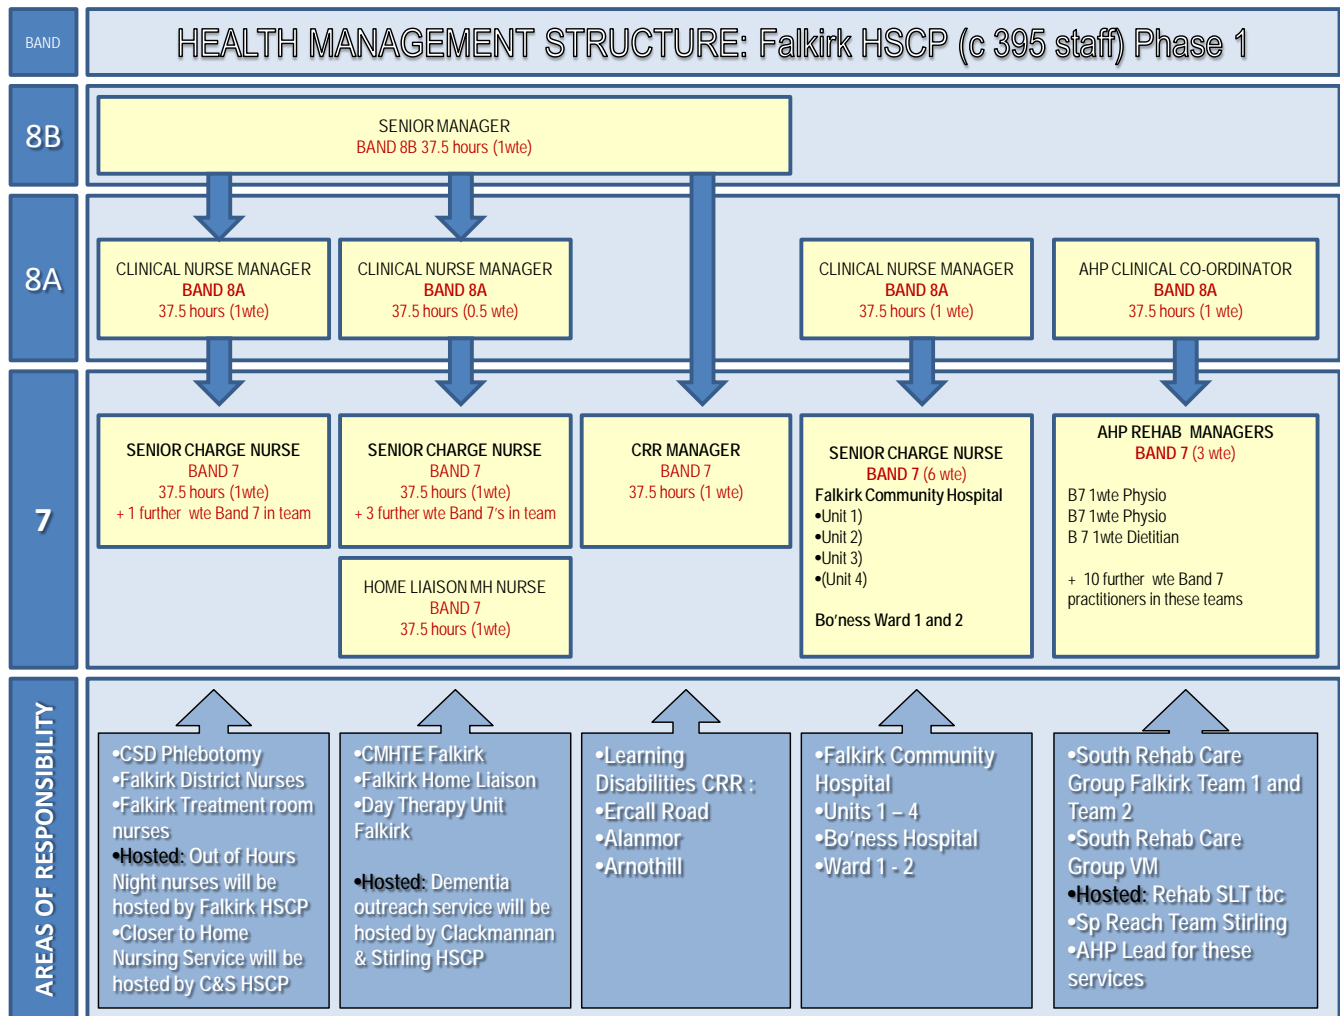 BAND
HEALTH MANAGEMENT STRUCTURE: Falkirk HSCP (c 395 staff) Phase 1
8B
SENIOR MANAGER
BAND 8B 37.5 hours (1wte)
8A
CLINICAL NURSE MANAGER
BAND 8A
37.5 hours (1wte)
CLINICAL NURSE MANAGER
BAND 8A
37.5 hours (0.5 wte)
CLINICAL NURSE MANAGER
BAND 8A
37.5 hours (1 wte)
AHP CLINICAL CO-ORDINATOR
BAND 8A
37.5 hours (1 wte)
7
SENIOR CHARGE NURSE
BAND 7
37.5 hours (1wte)
+ 1 further wte Band 7 in team
SENIOR CHARGE NURSE
BAND 7
37.5 hours (1wte)
+ 3 further wte Band 7's in team
HOME LIAISON MH NURSE
BAND 7
37.5 hours (1wte)
CRR MANAGER
BAND 7
37.5 hours (1 wte)
SENIOR CHARGE NURSE
BAND 7 (6 wte)
Falkirk Community Hospital
•Unit 1)
•Unit 2)
•Unit 3)
•(Unit 4)
Bo'ness Ward 1 and 2
AHP REHAB MANAGERS
BAND 7 (3 wte)
B7 1wte Physio
B7 1wte Physio
B 7 1wte Dietitian
+ 10 further wte Band 7
practitioners in these teams
AREAS OF RESPONSIBILITY
•CSD Phlebotomy
•Falkirk District Nurses
•Falkirk Treatment room
nurses
•Hosted: Out of Hours
Night nurses will be
hosted by Falkirk HSCP
•Closer to Home
Nursing Service will be
hosted by C&S HSCP
•CMHTE Falkirk
•Falkirk Home Liaison
•Day Therapy Unit
Falkirk
•Hosted: Dementia
outreach service will be
hosted by Clackmannan
& Stirling HSCP
•Learning
Disabilities CRR :
•Ercall Road
•Alanmor
•Arnothill
•Falkirk Community
Hospital
•Units 1 – 4
•Bo'ness Hospital
•Ward 1 - 2
•South Rehab Care
Group Falkirk Team 1 and
Team 2
•South Rehab Care
Group VM
•Hosted: Rehab SLT tbc
•Sp Reach Team Stirling
•AHP Lead for these
services